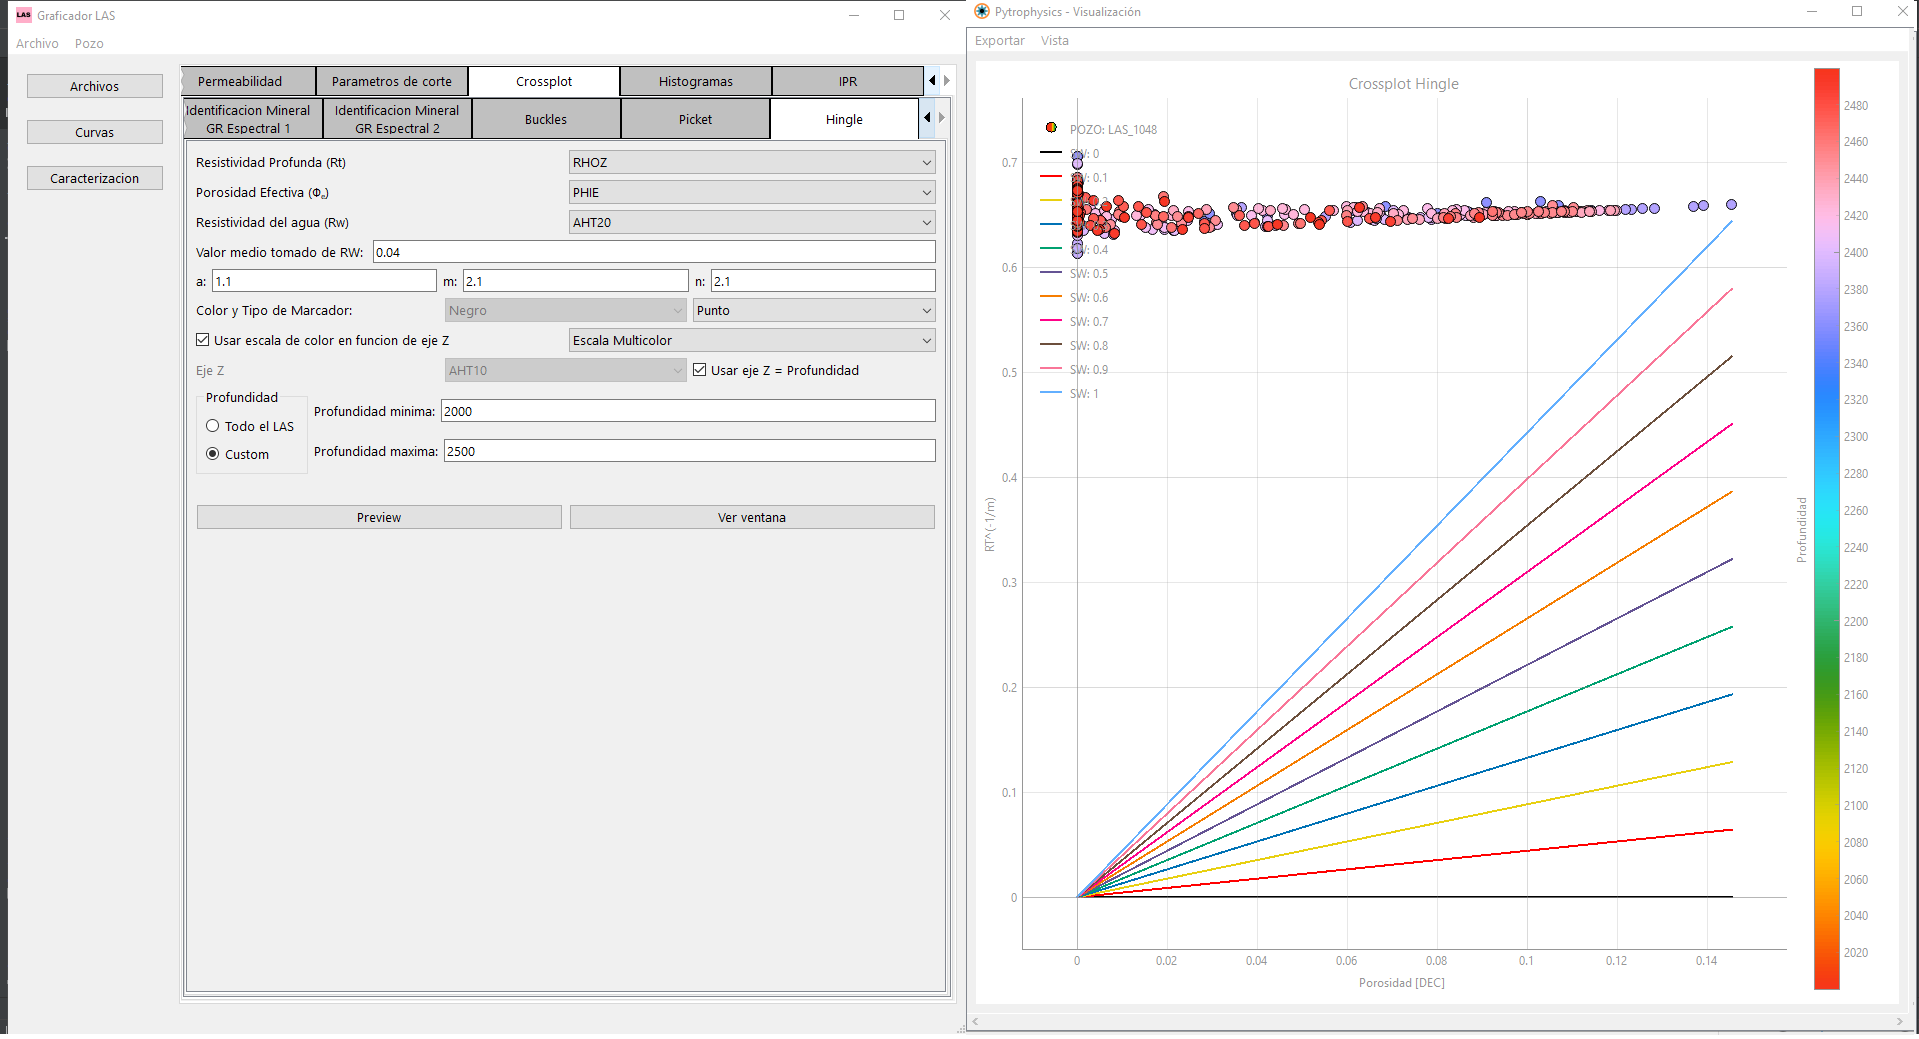 LAS Graficador LAS
Archivo Pozo
Archivos
Curvas
Caracterizacion
Permeabilidad
Parametros de corte
Crossplot
Histogramas
IPR
Identificacion Mineral
GR Espectral 1
Identificacion Mineral
GR Espectral 2
Buckles
Picket
Hingle
Resistividad Profunda (Rt) RHOZ
Porosidad Efectiva (Φe) PHIE
Resistividad del agua (Rw) AHT20
Valor medio tomado de RW: 0.04
a: 1.1 m: 2.1 n: 2.1
Color y Tipo de Marcador: Negro Punto
Usar escala de color en funcion de eje Z Escala Multicolor
Eje Z AHT10 Usar eje Z = Profundidad
Profundidad
Todo el LAS
Custom
Profundidad minima: 2000
Profundidad maxima: 2500
Preview Ver ventana
Pytrophysics - Visualización
Exportar Vista
Crossplot Hingle
POZO: LAS_1048
SW: 0
SW: 0.1
SW: 0.4
SW: 0.5
SW: 0.6
SW: 0.7
SW: 0.8
SW: 0.9
SW: 1
0.7
0.6
0.5
0.4
0.3
0.2
0.1
0
RT^(-1/m)
0 0.02 0.04 0.06 0.08 0.1 0.12 0.14
Porosidad [DEC]
Profundidad
2480
2460
2440
2420
2400
2380
2360
2340
2320
2300
2280
2260
2240
2220
2200
2180
2160
2140
2120
2100
2080
2060
2040
2020